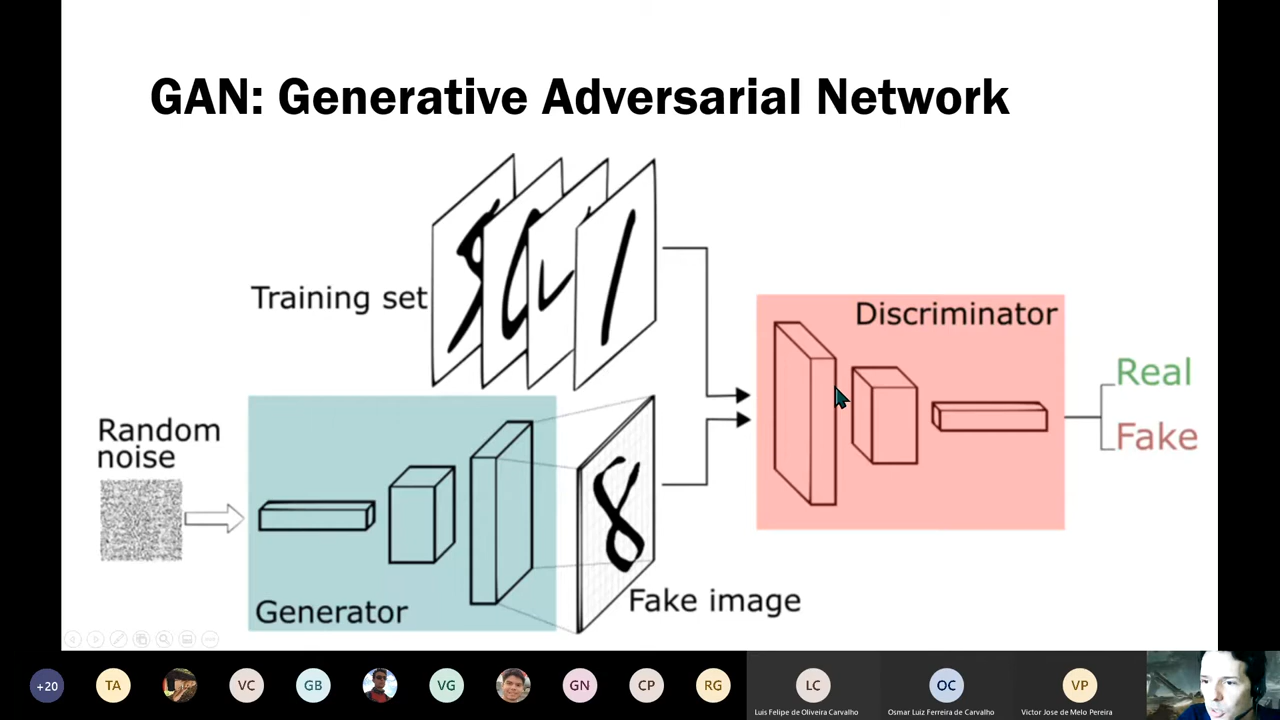 GAN: Generative Adversarial Network
Training set
Discriminator
Real
Fake
Random
noise
Generator
8
Fake image
+20
TA
VC
GB
VG
GN
CP
RG
LC
OC
VP
Luis Felipe de Oliveira Carvalho
Osmar Luiz Ferreira de Carvalho
Victor Jose de Melo Pereira